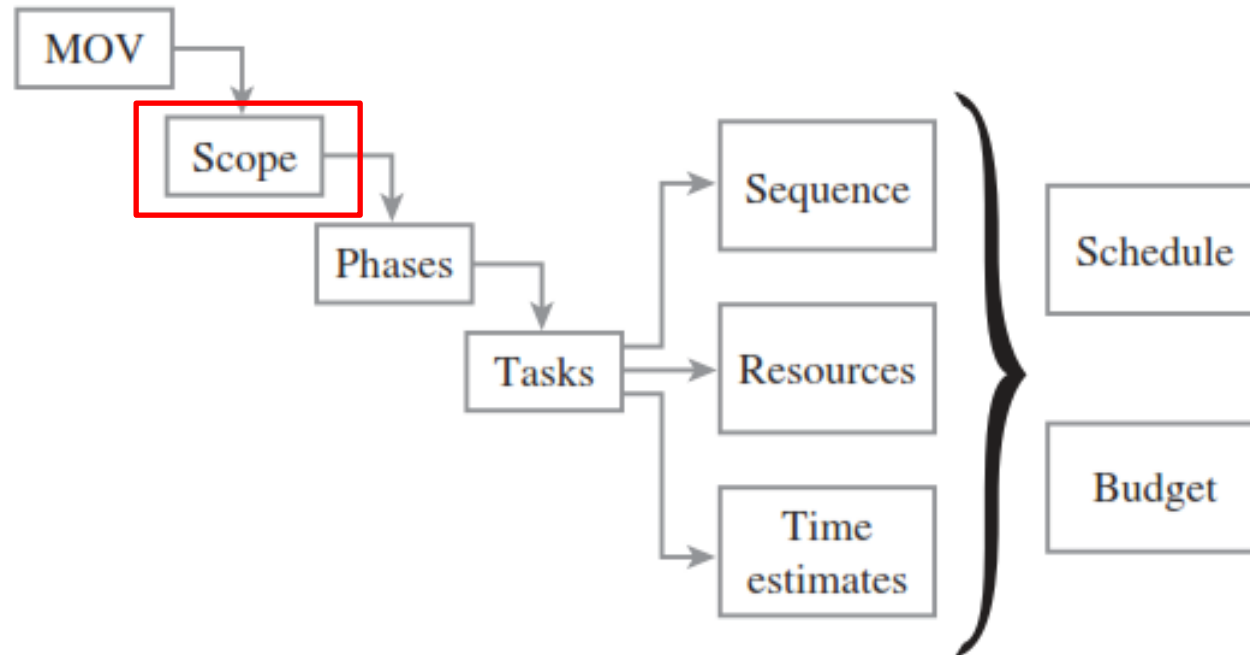 MOV
Scope
Phases
Tasks
Sequence
Resources
Time
estimates
Schedule
Budget